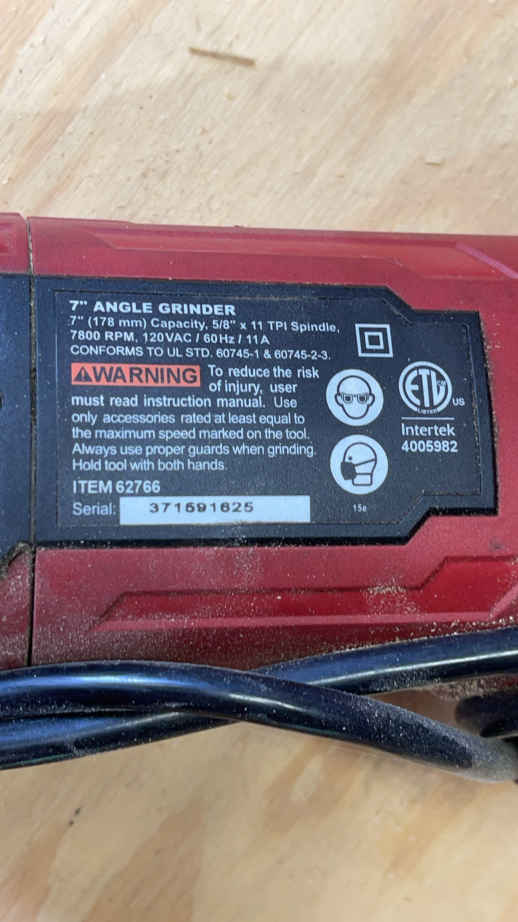 7" ANGLE GRINDER
7" (178 mm) Capacity, 5/8" x 11 TPI Spindle,
7800 RPM, 120VAC / 60Hz / 11A
CONFORMS TO UL STD. 60745-1 & 60745-2-3.
WARNING To reduce the risk
of injury, user
must read instruction manual. Use
only accessories rated at least equal to
the maximum speed marked on the tool.
Always use proper guards when grinding.
Hold tool with both hands.
ITEM 62766
Serial: 371591625
ETL
LISTED
US
Intertek
4005982
15e